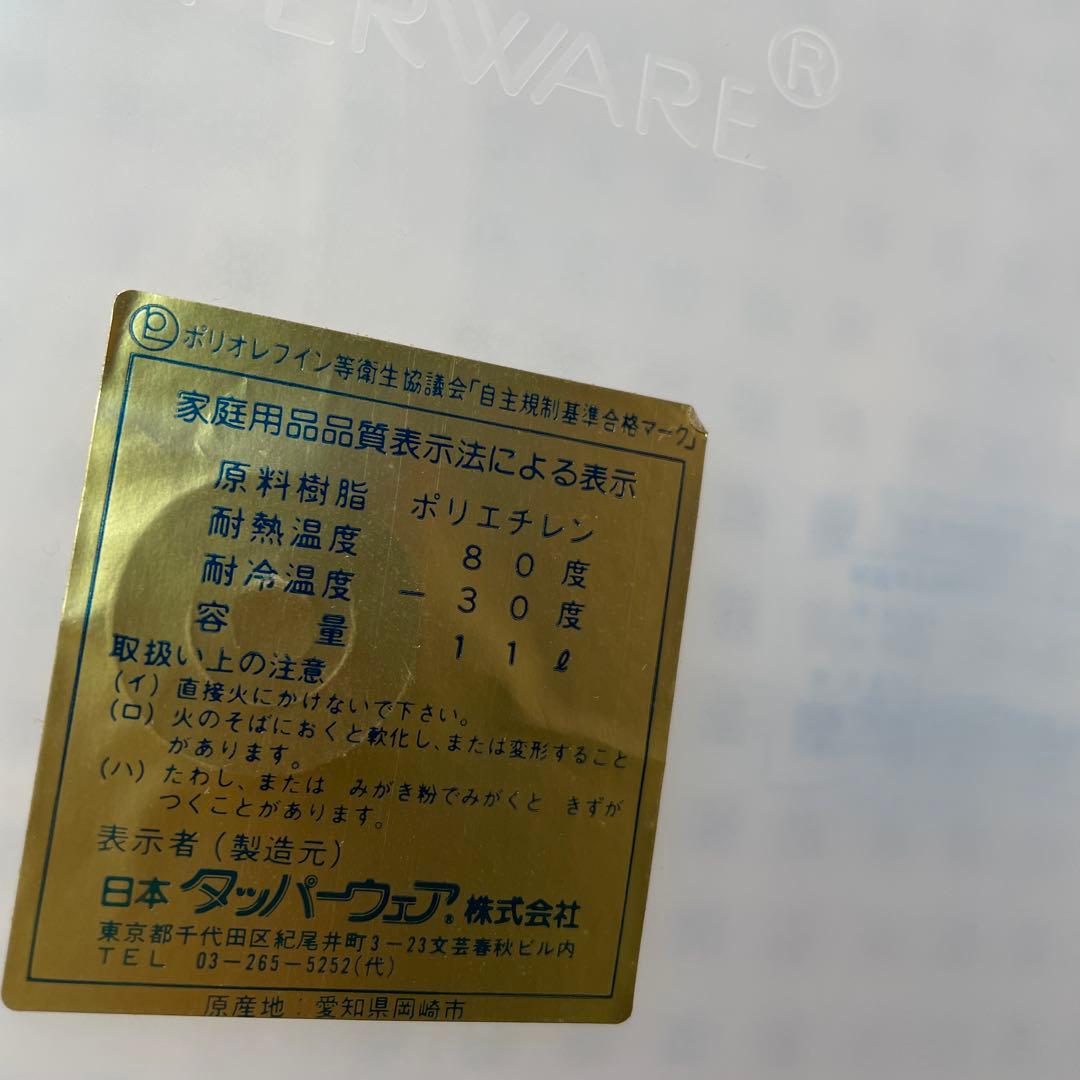 PERWARE®
ポリオレフイン等衛生協議会「自主規制基準合格マーク」
家庭用品品質表示法による表示
原料樹脂 ポリエチレン
耐熱温度 80度
耐冷温度 -30度
容量 11ℓ
取扱い上の注意
(イ) 直接火にかけないで下さい。
(ロ) 火のそばにおくと軟化し、または変形すること
があります。
(ハ) たわし、または みがき粉でみがくと きずが
つくことがあります。
表示者(製造元)
日本タッパーウェア®株式会社
東京都千代田区紀尾井町3-23文芸春秋ビル内
TEL 03-265-5252(代)
原産地:愛知県岡崎市